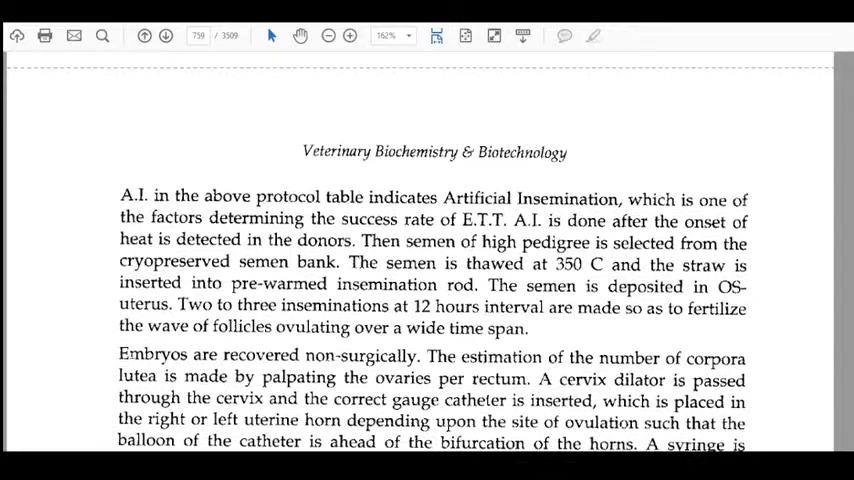 759 / 3509
162%
Veterinary Biochemistry & Biotechnology
A.I. in the above protocol table indicates Artificial Insemination, which is one of
the factors determining the success rate of E.T.T. A.I. is done after the onset of
heat is detected in the donors. Then semen of high pedigree is selected from the
cryopreserved semen bank. The semen is thawed at 350 C and the straw is
inserted into pre-warmed insemination rod. The semen is deposited in OS-
uterus. Two to three inseminations at 12 hours interval are made so as to fertilize
the wave of follicles ovulating over a wide time span.
Embryos are recovered non-surgically. The estimation of the number of corpora
lutea is made by palpating the ovaries per rectum. A cervix dilator is passed
through the cervix and the correct gauge catheter is inserted, which is placed in
the right or left uterine horn depending upon the site of ovulation such that the
balloon of the catheter is ahead of the bifurcation of the horns. A syringe is